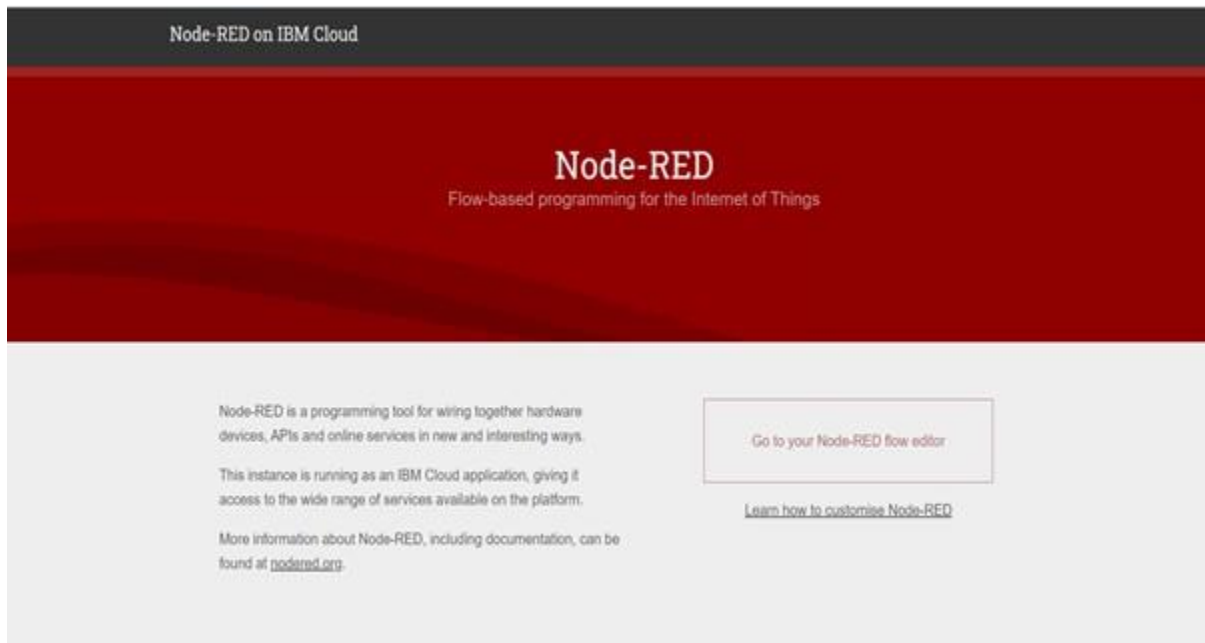 Node-RED on IBM Cloud
Node-RED
Flow-based programming for the Internet of Things
Node-RED is a programming tool for wiring together hardware
devices, APIs and online services in new and interesting ways.
This instance is running as an IBM Cloud application, giving it
access to the wide range of services available on the platform.
More information about Node-RED, including documentation, can be
found at nodered.org.
Go to your Node-RED flow editor
Learn how to customise Node-RED